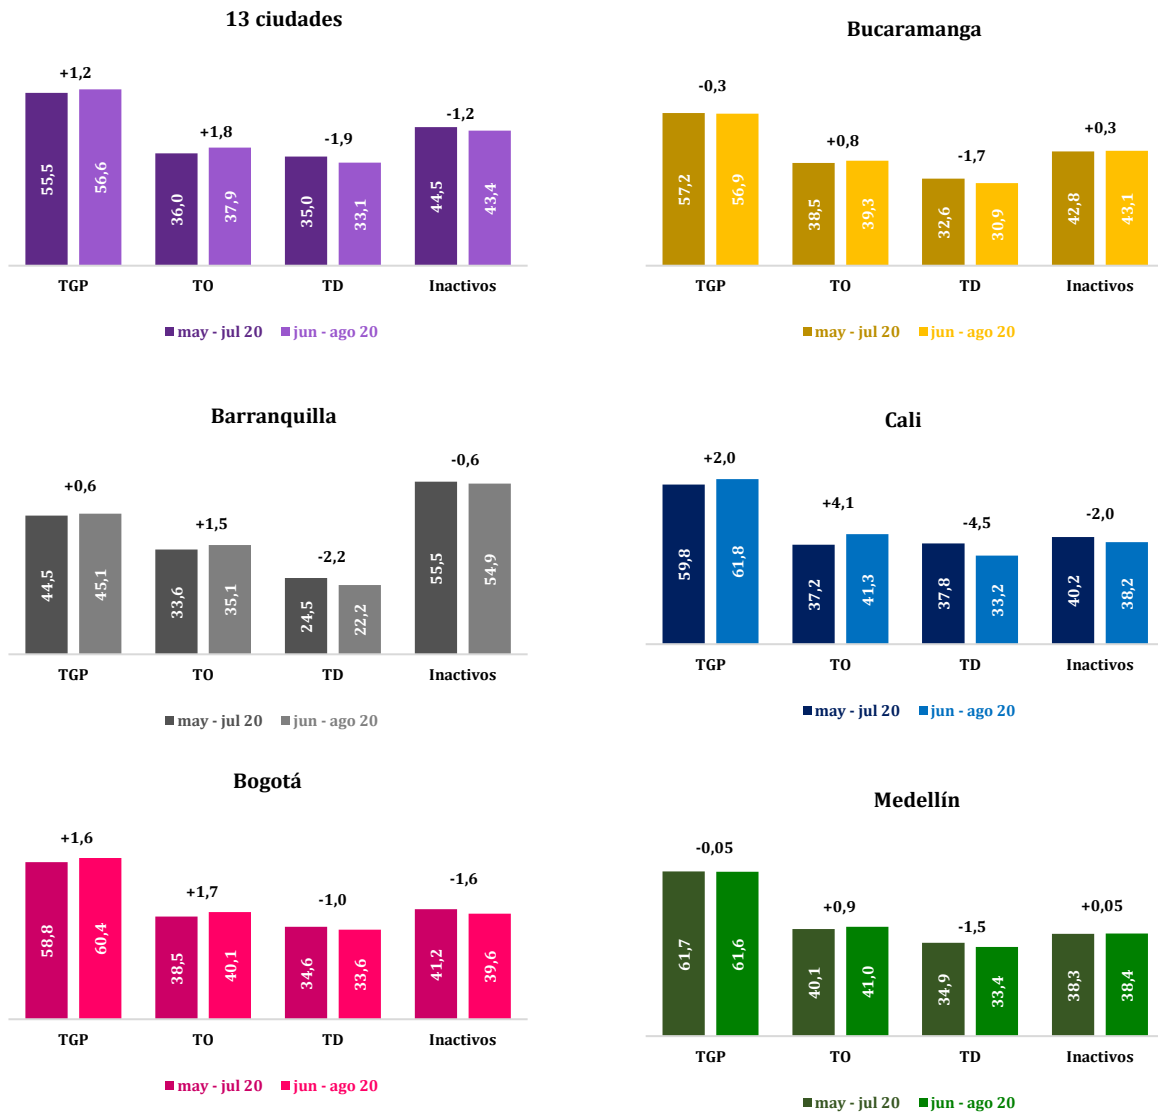 13 ciudades
+1,2
+1,8
-1,9
-1,2
55,5
56,6
36,0
37,9
35,0
33,1
44,5
43,4
TGP
TO
TD
Inactivos
may - jul 20
jun - ago 20
Bucaramanga
-0,3
+0,8
-1,7
+0,3
57,2
56,9
38,5
39,3
32,6
30,9
42,8
43,1
TGP
TO
TD
Inactivos
may - jul 20
jun - ago 20
Barranquilla
+0,6
+1,5
-2,2
-0,6
44,5
45,1
33,6
35,1
24,5
22,2
55,5
54,9
TGP
TO
TD
Inactivos
may - jul 20
jun - ago 20
Cali
+2,0
+4,1
-4,5
-2,0
59,8
61,8
37,2
41,3
37,8
33,2
40,2
38,2
TGP
TO
TD
Inactivos
may - jul 20
jun - ago 20
Bogotá
+1,6
+1,7
-1,0
-1,6
58,8
60,4
38,5
40,1
34,6
33,6
41,2
39,6
TGP
TO
TD
Inactivos
may - jul 20
jun - ago 20
Medellín
-0,05
+0,9
-1,5
+0,05
61,7
61,6
40,1
41,0
34,9
33,4
38,3
38,4
TGP
TO
TD
Inactivos
may - jul 20
jun - ago 20